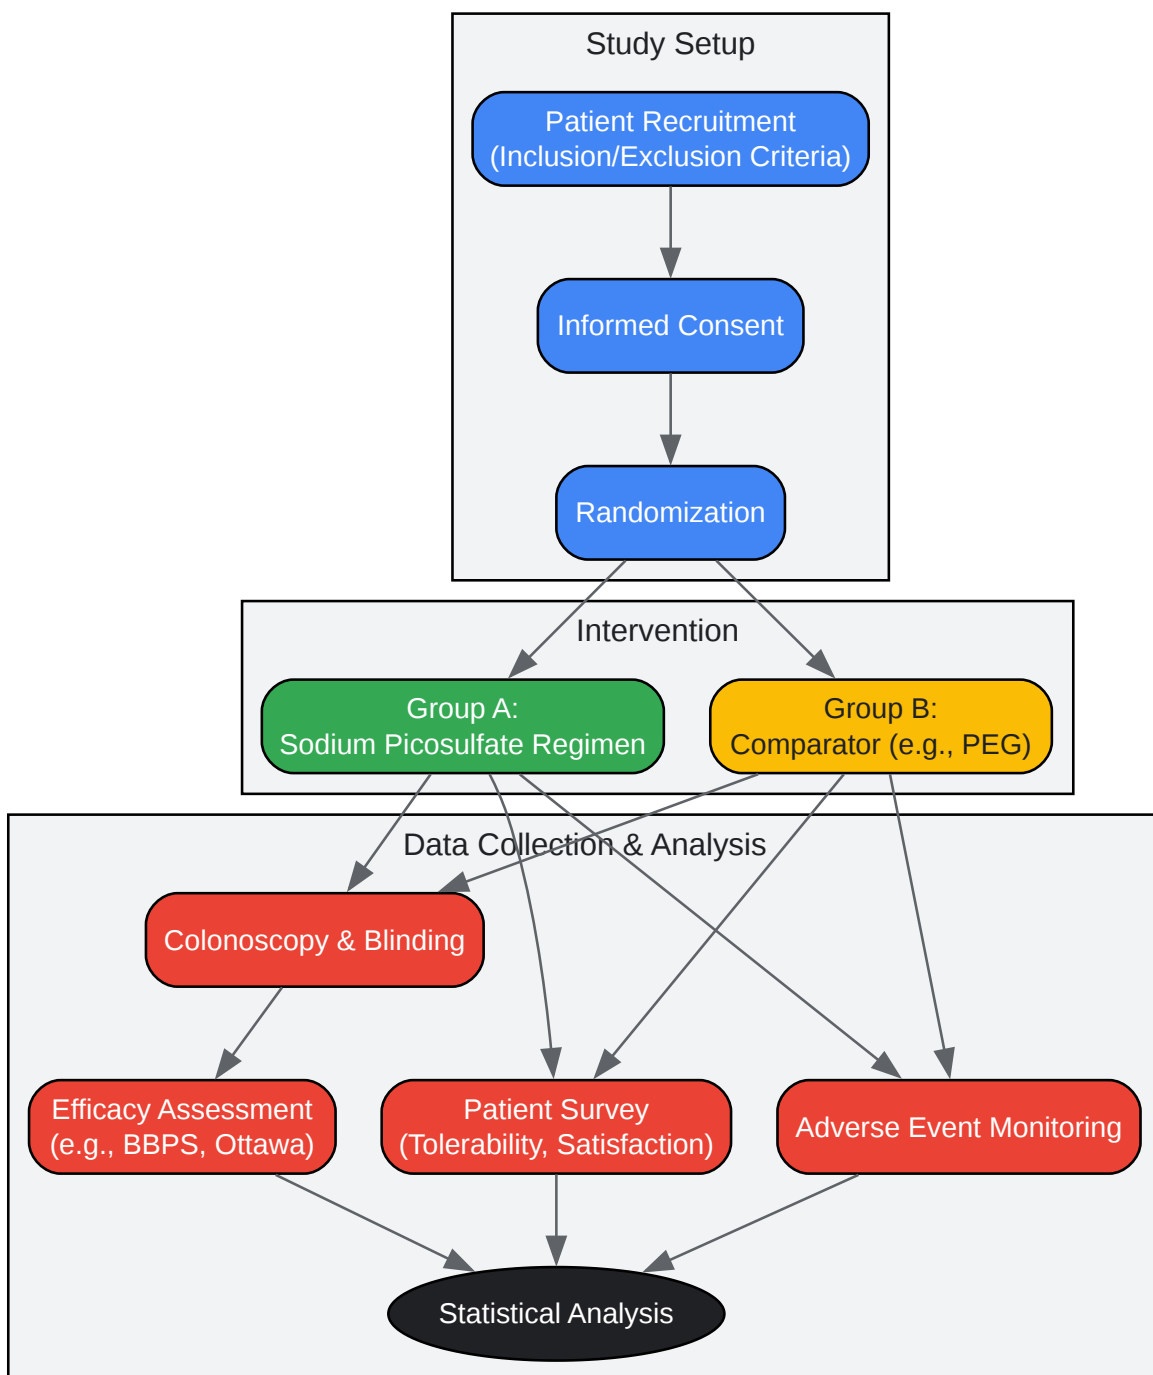 Study Setup
Patient Recruitment
(Inclusion/Exclusion Criteria)
Informed Consent
Randomization
Intervention
Group A:
Sodium Picosulfate Regimen
Group B:
Comparator (e.g., PEG)
Data Collection & Analysis
Colonoscopy & Blinding
Efficacy Assessment
(e.g., BBPS, Ottawa)
Patient Survey
(Tolerability, Satisfaction)
Adverse Event Monitoring
Statistical Analysis